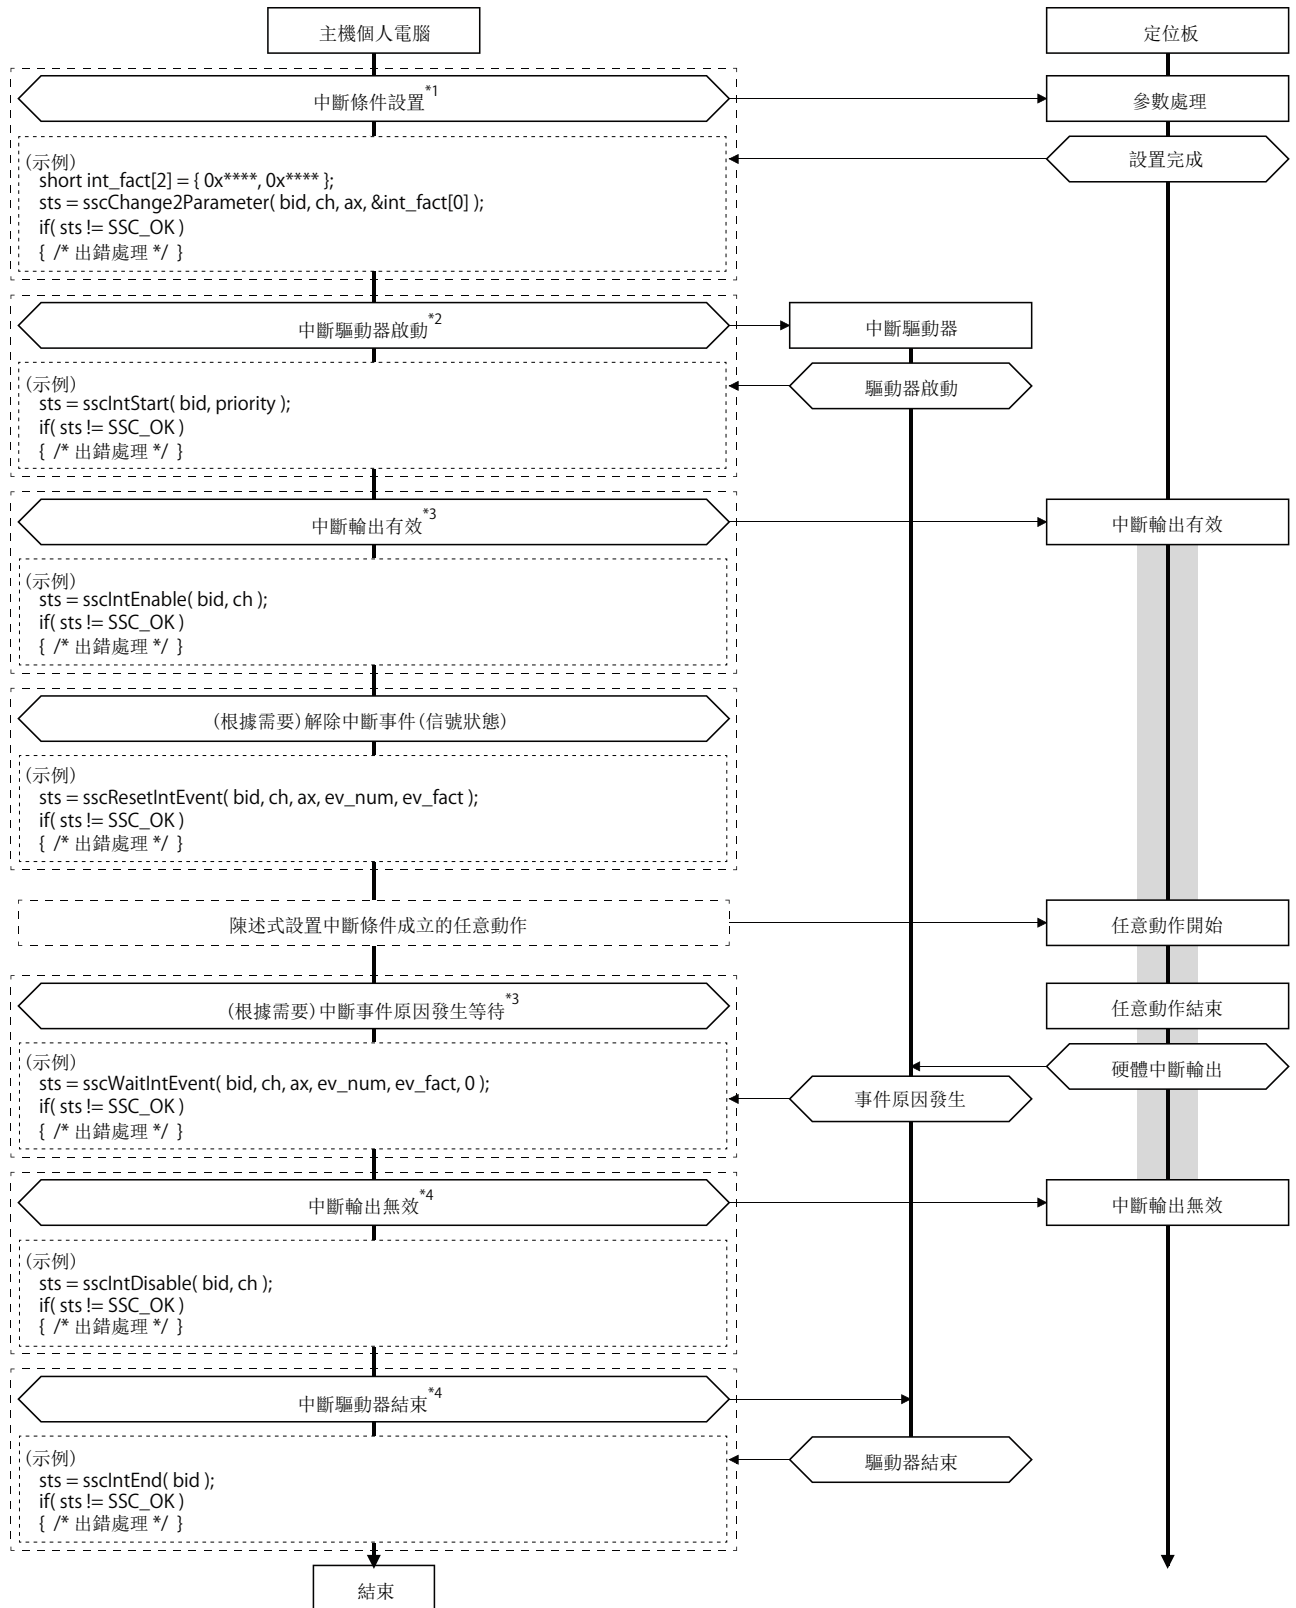 主機個人電腦
定位板
中斷條件設置*1
參數處理
設置完成
(示例)
short int_fact[2] = { 0x****, 0x**** };
sts = sscChange2Parameter( bid, ch, ax, &int_fact[0] );
if( sts != SSC_OK )
{ /* 出錯處理 */ }
中斷驅動器啟動*2
中斷驅動器
驅動器啟動
(示例)
sts = sscIntStart( bid, priority );
if( sts != SSC_OK )
{ /* 出錯處理 */ }
中斷輸出有效*3
中斷輸出有效
(示例)
sts = sscIntEnable( bid, ch );
if( sts != SSC_OK )
{ /* 出錯處理 */ }
(根據需要)解除中斷事件(信號狀態)
(示例)
sts = sscResetIntEvent( bid, ch, ax, ev_num, ev_fact );
if( sts != SSC_OK )
{ /* 出錯處理 */ }
陳述式設置中斷條件成立的任意動作
任意動作開始
(根據需要)中斷事件原因發生等待*3
任意動作結束
(示例)
sts = sscWaitIntEvent( bid, ch, ax, ev_num, ev_fact, 0 );
if( sts != SSC_OK )
{ /* 出錯處理 */ }
硬體中斷輸出
事件原因發生
中斷輸出無效*4
中斷輸出無效
(示例)
sts = sscIntDisable( bid, ch );
if( sts != SSC_OK )
{ /* 出錯處理 */ }
中斷驅動器結束*4
驅動器結束
(示例)
sts = sscIntEnd( bid );
if( sts != SSC_OK )
{ /* 出錯處理 */ }
結束